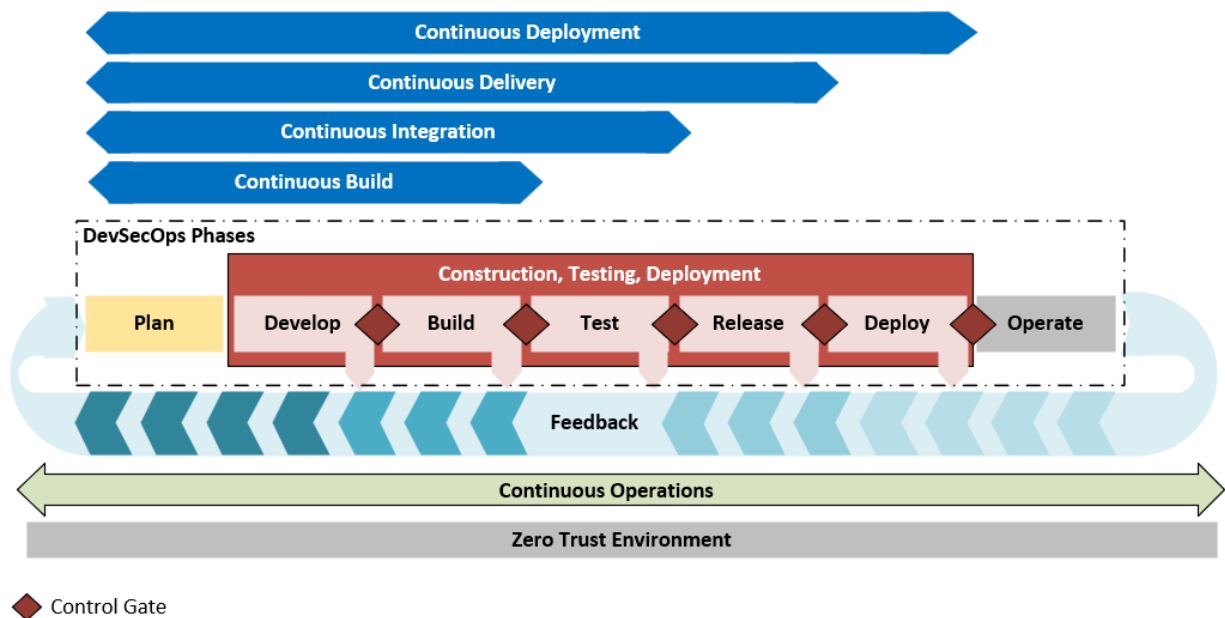 Continuous Deployment
Continuous Delivery
Continuous Integration
Continuous Build
DevSecOps Phases
Construction, Testing, Deployment
Plan
Develop
Build
Test
Release
Deploy
Operate
Feedback
Continuous Operations
Zero Trust Environment
Control Gate